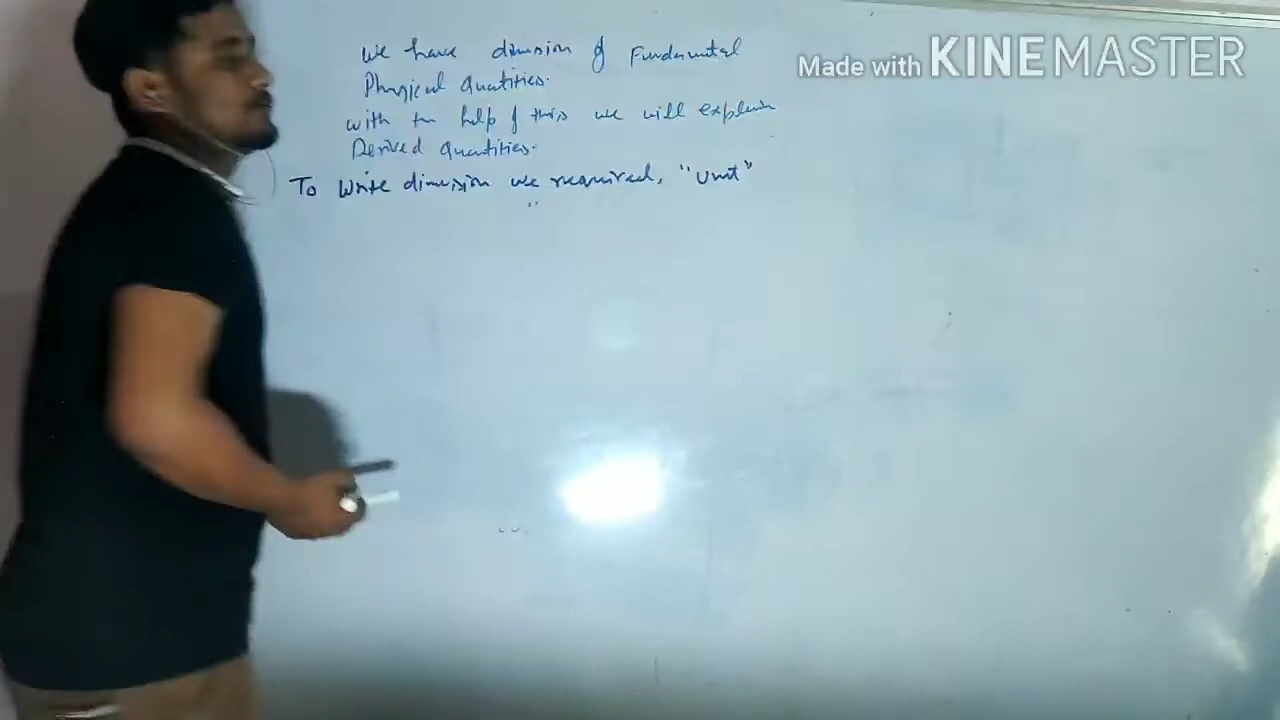 We have dimension of Fundamental
Physical Quantities.
with the help of this we will explain
Derived Quantities.
To Write dimension we required, "Unit"
Made with KINEMASTER